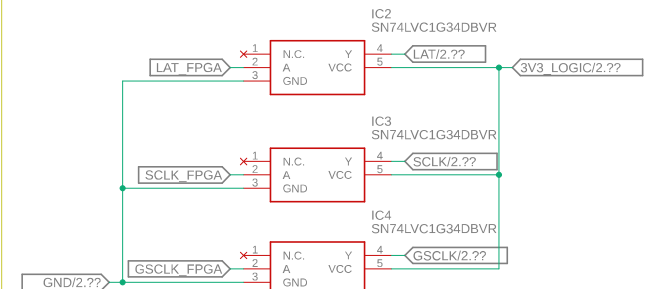 IC2
SN74LVC1G34DBVR
1 N.C. Y 4 LAT/2.??
LAT_FPGA 2 A VCC 5 3V3_LOGIC/2.??
3 GND
IC3
SN74LVC1G34DBVR
1 N.C. Y 4 SCLK/2.??
SCLK_FPGA 2 A VCC 5
3 GND
IC4
SN74LVC1G34DBVR
1 N.C. Y 4 GSCLK/2.??
GSCLK_FPGA 2 A VCC 5
GND/2.?? 3 GND